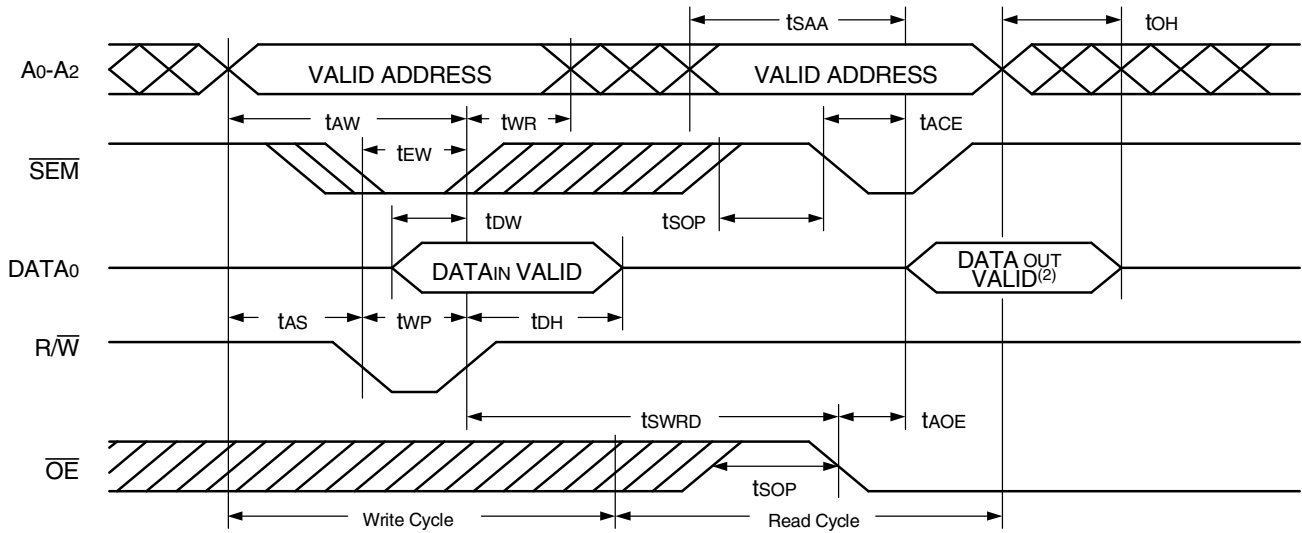 tSAA
tOH
A0-A2
VALID ADDRESS
VALID ADDRESS
tAW
tWR
tACE
tEW
SEM
tDW
tSOP
DATA0
DATAIN VALID
DATA OUT
VALID(2)
tAS
tWP
tDH
R/W
tSWRD
tAOE
OE
tSOP
Write Cycle
Read Cycle